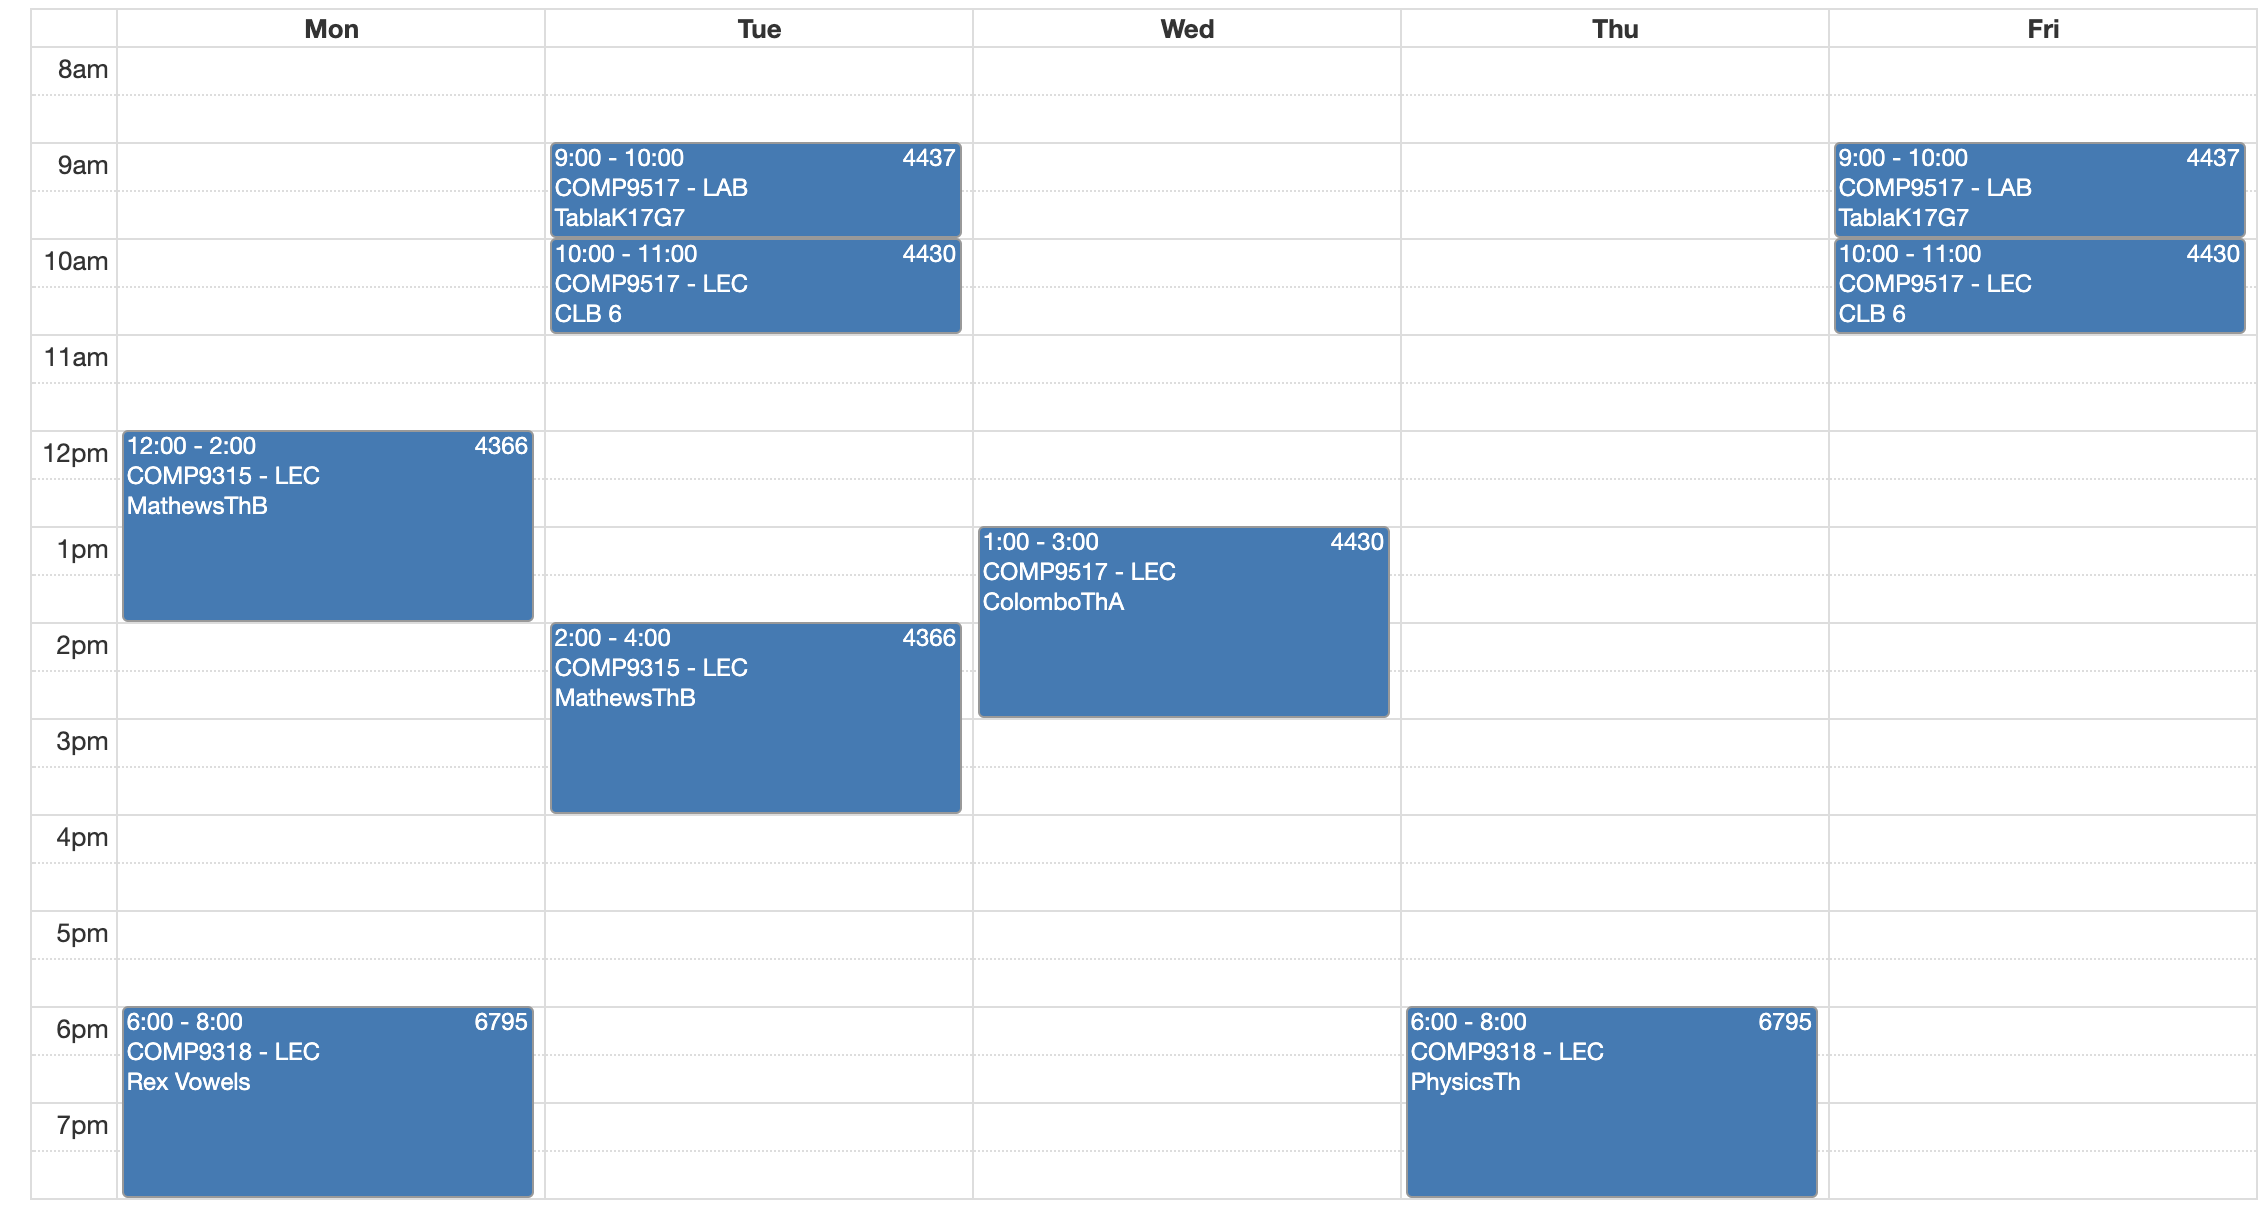 Mon Tue Wed Thu Fri
8am
9am
9:00 - 10:00 4437
COMP9517 - LAB
TablaK17G7
9:00 - 10:00 4437
COMP9517 - LAB
TablaK17G7
10am
10:00 - 11:00 4430
COMP9517 - LEC
CLB 6
10:00 - 11:00 4430
COMP9517 - LEC
CLB 6
11am
12pm
12:00 - 2:00 4366
COMP9315 - LEC
MathewsThB
1pm
1:00 - 3:00 4430
COMP9517 - LEC
ColomboThA
2pm
2:00 - 4:00 4366
COMP9315 - LEC
MathewsThB
3pm
4pm
5pm
6pm
6:00 - 8:00 6795
COMP9318 - LEC
Rex Vowels
6:00 - 8:00 6795
COMP9318 - LEC
PhysicsTh
7pm